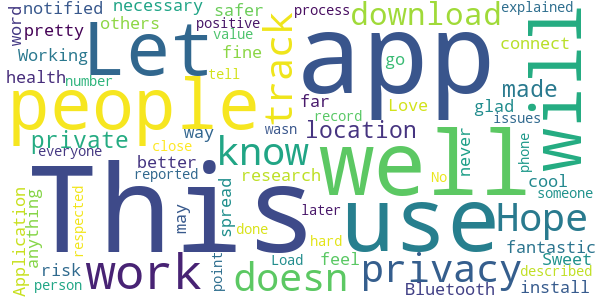 word notified necessary safer process explained
pretty others positive
Let track app download will
Working fine value go connect
health number tell
people far Love made glad
private way location issues
everyone wasn record
This better close know well never phone
reported research No cool someone
Application anything respected may spread later use Hope
done hard fantastic
risk work point doesn feel privacy Sweet
person Load Bluetooth described install